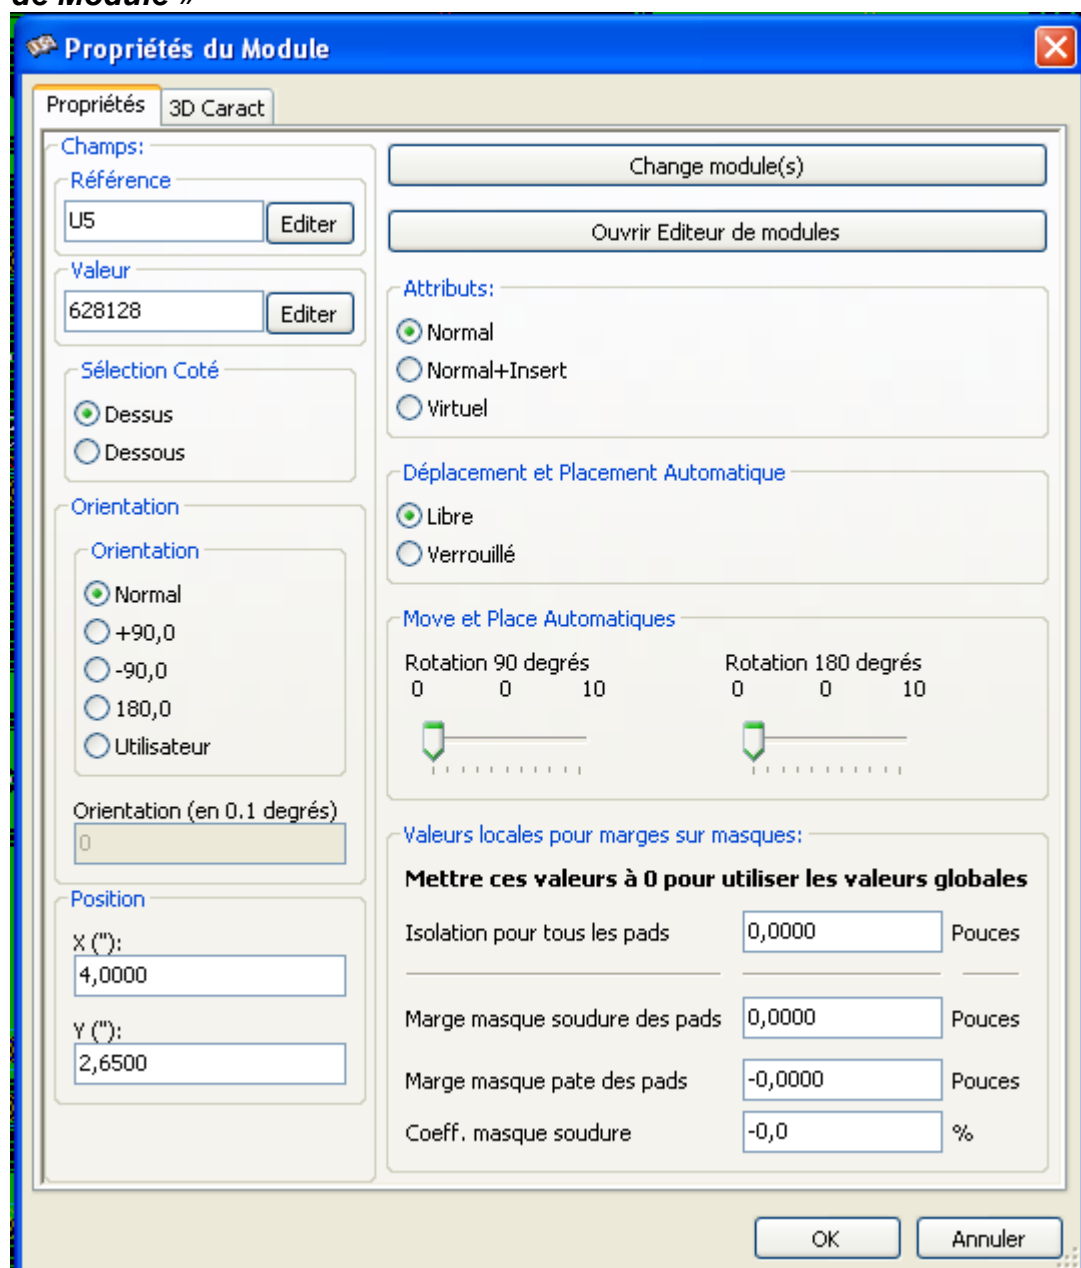 de Module »
Propriétés du Module
Propriétés 3D Caract
Champs:
Référence
U5 Editer
Valeur
628128 Editer
Sélection Coté
Dessus
Dessous
Orientation
Orientation
Normal
+90,0
-90,0
180,0
Utilisateur
Orientation (en 0.1 degrés)
0
Position
X ("):
4,0000
Y ("):
2,6500
Change module(s)
Ouvrir Editeur de modules
Attributs:
Normal
Normal+Insert
Virtuel
Déplacement et Placement Automatique
Libre
Verrouillé
Move et Place Automatiques
Rotation 90 degrés Rotation 180 degrés
0 0 10 0 0 10
Valeurs locales pour marges sur masques:
Mettre ces valeurs à 0 pour utiliser les valeurs globales
Isolation pour tous les pads 0,0000 Pouces
Marge masque soudure des pads 0,0000 Pouces
Marge masque pate des pads -0,0000 Pouces
Coeff. masque soudure -0,0 %
OK Annuler